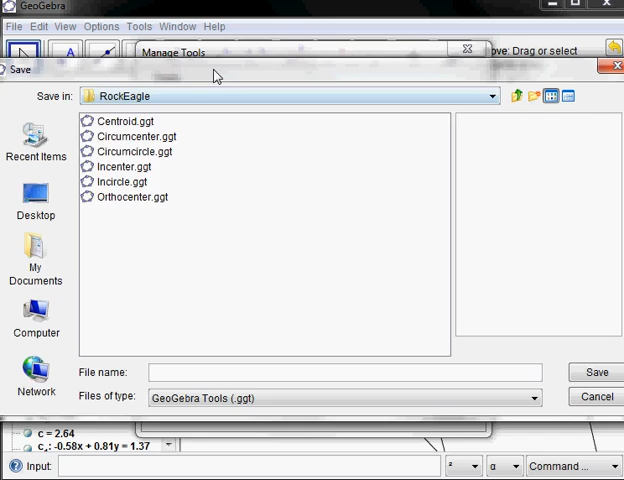 GeoGebra
File Edit View Options Tools Window Help
A
Manage Tools
ove: Drag or select
Save
Save in: RockEagle
Centroid.ggt
Circumcenter.ggt
Circumcircle.ggt
Incenter.ggt
Incircle.ggt
Orthocenter.ggt
Recent Items
Desktop
My
Documents
Computer
Network
File name:
Save
Files of type: GeoGebra Tools (.ggt)
Cancel
c = 2.64
: -0.58x + 0.81y = 1.37
Input: ² α Command ...